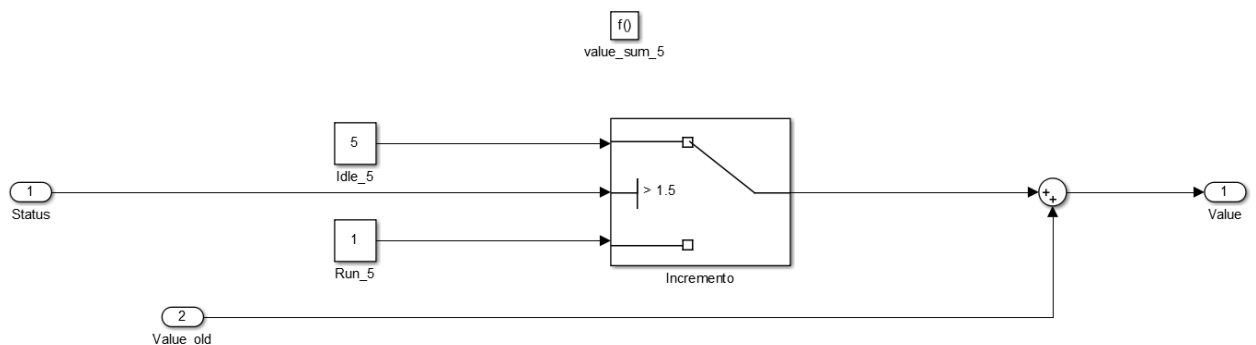 f()
value_sum_5
5
Idle_5
1
Status
> 1.5
1
Run_5
Incremento
+
+
1
Value
2
Value_old